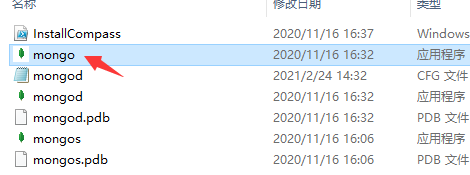 名称 修改日期 类型
InstallCompass 2020/11/16 16:37 Windows
mongo 2020/11/16 16:32 应用程序
mongod 2021/2/24 14:32 CFG 文件
mongod 2020/11/16 16:32 应用程序
mongod.pdb 2020/11/16 16:32 PDB 文件
mongos 2020/11/16 16:06 应用程序
mongos.pdb 2020/11/16 16:06 PDB 文件